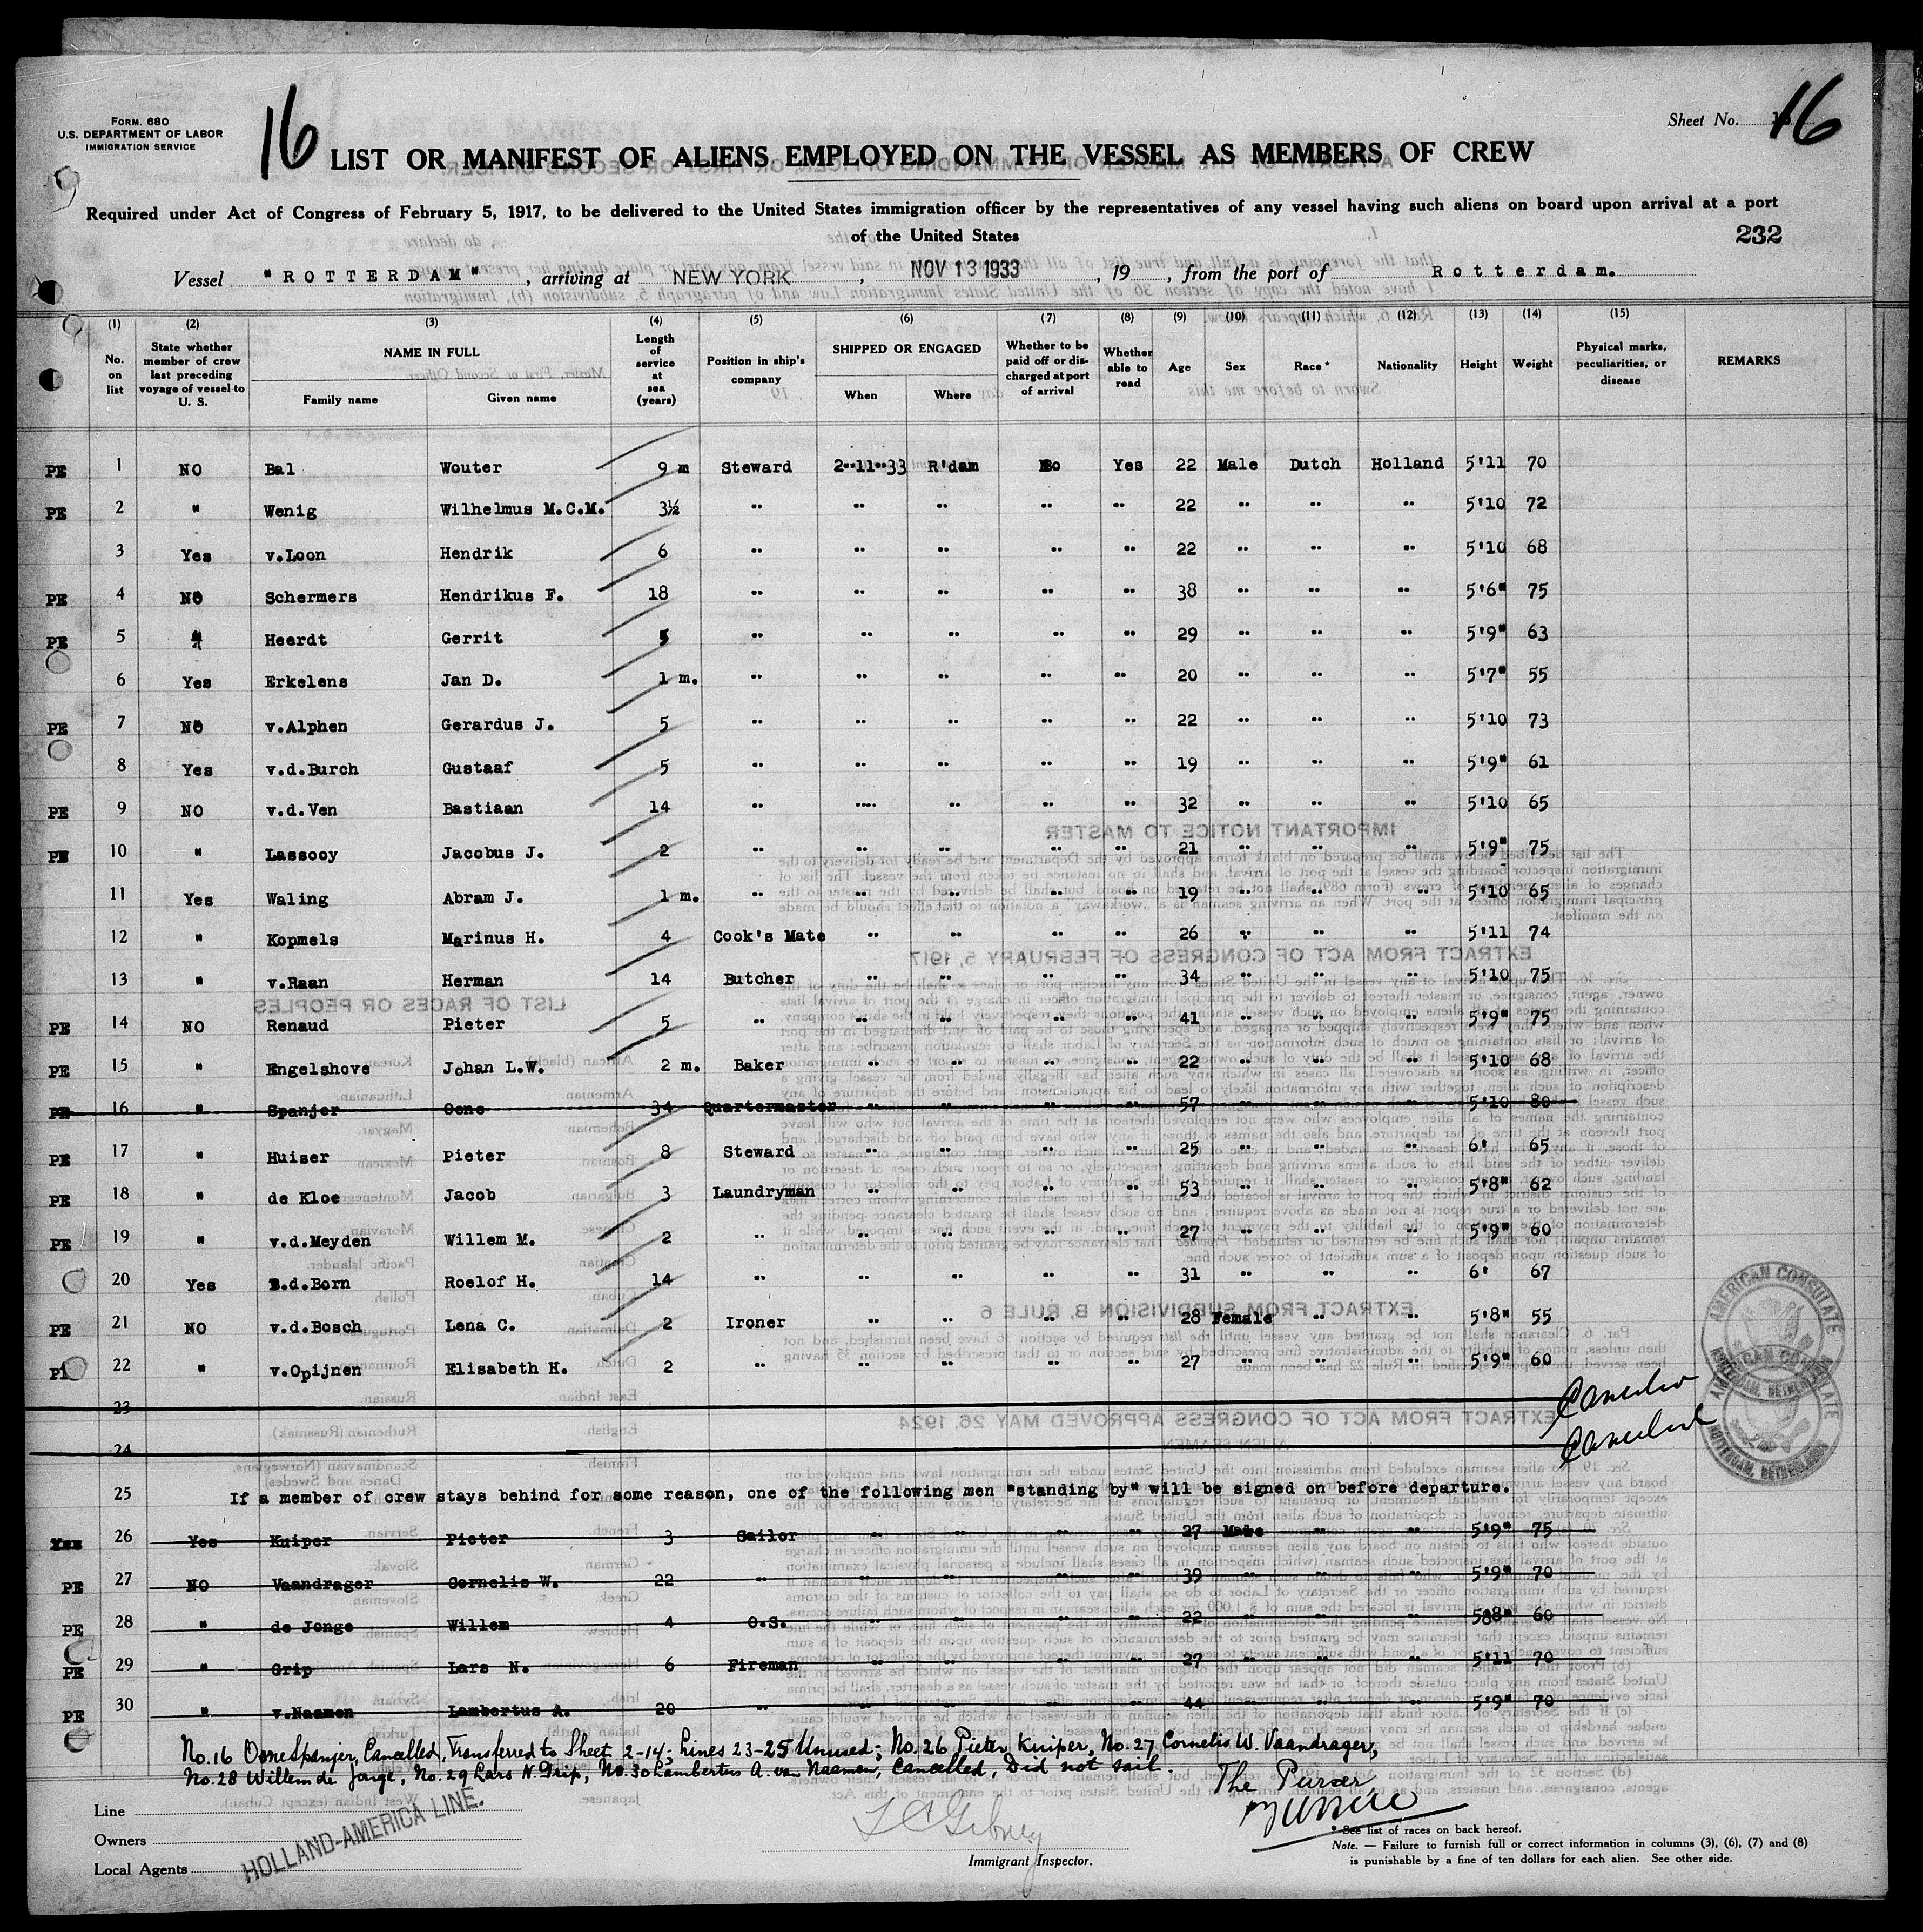 FORM. 680
U.S. DEPARTMENT OF LABOR
IMMIGRATION SERVICE
16
Sheet No. 16
LIST OR MANIFEST OF ALIENS EMPLOYED ON THE VESSEL AS MEMBERS OF CREW
Required under Act of Congress of February 5, 1917, to be delivered to the United States immigration officer by the representatives of any vessel having such aliens on board upon arrival at a port
of the United States
232
Vessel "ROTTERDAM", arriving at NEW YORK, NOV 13 1933, 19 , from the port of Rotterdam.
(1) (2) (3) (4) (5) (6) (7) (8) (9) (10) (11) (12) (13) (14) (15)
No. on list | State whether member of crew last preceding voyage of vessel to U. S. | NAME IN FULL | Family name | Given name | Length of service at sea (years) | Position in ship's company | SHIPPED OR ENGAGED | When | Where | Whether to be paid off or discharged at port of arrival | Whether able to read | Age | Sex | Race* | Nationality | Height | Weight | Physical marks, peculiarities, or disease | REMARKS
PE 1 NO Bal Wouter 9 m Steward 2--11--33 R'dam No Yes 22 Male Dutch Holland 5'11 70
PE 2 " Wenig Wilhelmus M.C.M. 3½ " " " " " 22 " " " 5'10 72
3 Yes v.Loon Hendrik 6 " " " " " 22 " " " 5'10 68
PE 4 NO Schermers Hendrikus F. 18 " " " " " 38 " " " 5'6" 75
PE 5 " Heerdt Gerrit 5 " " " " " 29 " " " 5'9" 63
6 Yes Erkelens Jan D. 1 m. " " " " " 20 " " " 5'7" 55
PE 7 NO v.Alphen Gerardus J. 5 " " " " " 22 " " " 5'10 73
8 Yes v.d.Burch Gustaaf 5 " " " " " 19 " " " 5'9" 61
PE 9 NO v.d.Ven Bastiaan 14 " " " " " 32 " " " 5'10 65
PE 10 " Lassooy Jacobus J. 2 " " " " " 21 " " " 5'9" 75
11 Yes Waling Abram J. 1 m. " " " " " 19 " " " 5'10 65
12 " Kopmels Marinus H. 4 Cook's Mate " " " " 26 " " " 5'11 74
13 " v.Raan Herman 14 Butcher " " " " 34 " " " 5'10 75
PE 14 NO Renaud Pieter 5 " " " " " 41 " " " 5'9" 75
PE 15 " Engelshove Johan L.W. 2 m. Baker " " " " 22 " " " 5'10 68
PE 16 " Spanjer Oene 34 Quartermaster " " " " 57 " " " 5'10 80
PE 17 " Huiser Pieter 8 Steward " " " " 25 " " " 6' 65
PE 18 " de Kloe Jacob 3 Laundryman " " " " 53 " " " 5'8" 62
PE 19 " v.d.Meyden Willem M. 2 " " " " " 27 " " " 5'9" 60
20 Yes B.d.Born Roelof H. 14 " " " " " 31 " " " 6' 67
PE 21 NO v.d.Bosch Lena C. 2 Ironer " " " " 28 Female " " 5'8" 55
PE 22 " v.Opijnen Elisabeth H. 2 " " " " " 27 " " " 5'9" 60
23 Cancelled
24 Cancelled
25 If a member of crew stays behind for some reason, one of the following men "standing by" will be signed on before departure.
Yes 26 Yes Kuiper Pieter 3 Sailor " " " " 27 Male " " 5'9" 75
PE 27 NO Vaandrager Cornelis W. 22 " " " " " 39 " " " 5'9" 70
PE 28 " de Jonge Willem 4 O.S. " " " " 22 " " " 5'8" 60
PE 29 " Grip Lars N. 6 Fireman " " " " 27 " " " 5'11 70
PE 30 " v.Naamen Lambertus A. 20 " " " " " 44 " " " 5'9" 70
AMERICAN CONSULATE
ROTTERDAM, NETHERLANDS
No.16 Oene Spanjer, Cancelled, Transferred to Sheet 2-14; Lines 23-25 Unused; No.26 Pieter Kuiper, No.27 Cornelis W. Vaandrager,
No.28 Willem de Jonge, No.29 Lars N. Grip, No.30 Lambertus A. van Naamen, Cancelled, Did not sail.
The Purser
Line
Owners
Local Agents
HOLLAND-AMERICA LINE.
L C Gibney
Immigrant Inspector.
* See list of races on back hereof.
Note. — Failure to furnish full or correct information in columns (3), (6), (7) and (8)
is punishable by a fine of ten dollars for each alien. See other side.